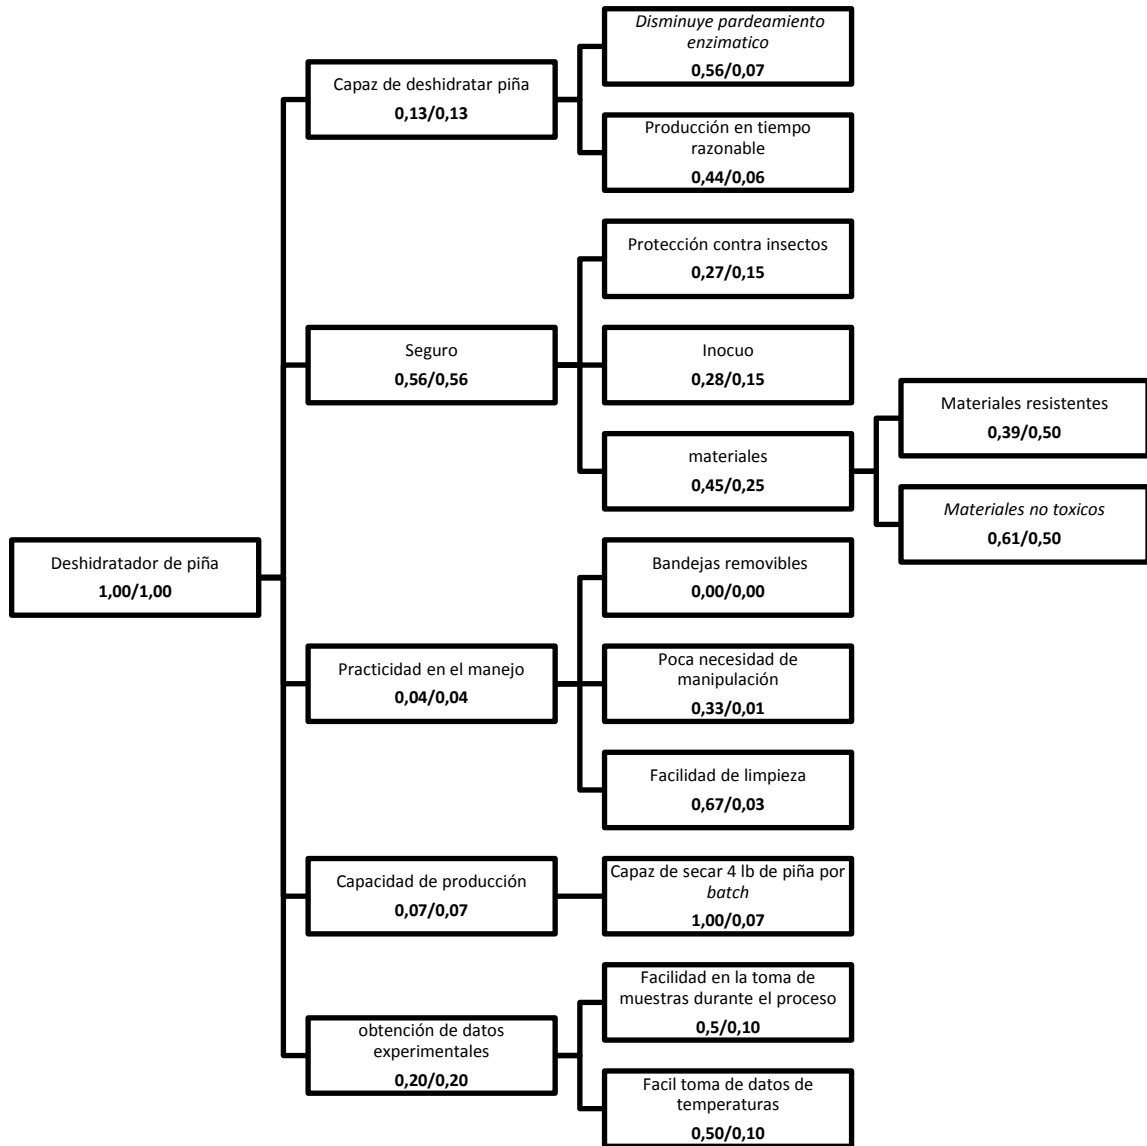 Disminuye pardeamiento
enzimatico
0,56/0,07
Capaz de deshidratar piña
0,13/0,13
Producción en tiempo
razonable
0,44/0,06
Protección contra insectos
0,27/0,15
Seguro
0,56/0,56
Inocuo
0,28/0,15
Materiales resistentes
0,39/0,50
materiales
0,45/0,25
Materiales no toxicos
0,61/0,50
Deshidratador de piña
1,00/1,00
Bandejas removibles
0,00/0,00
Practicidad en el manejo
0,04/0,04
Poca necesidad de
manipulación
0,33/0,01
Facilidad de limpieza
0,67/0,03
Capacidad de producción
0,07/0,07
Capaz de secar 4 lb de piña por
batch
1,00/0,07
Facilidad en la toma de
muestras durante el proceso
0,5/0,10
obtención de datos
experimentales
0,20/0,20
Facil toma de datos de
temperaturas
0,50/0,10